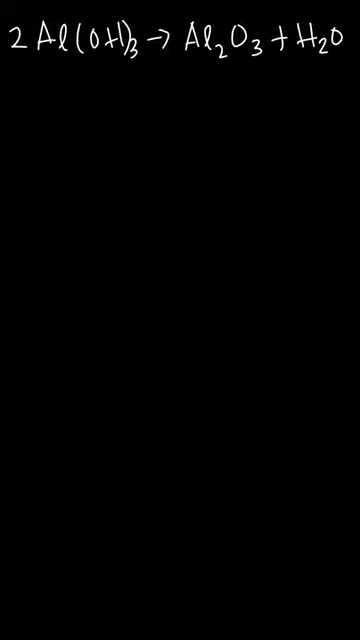 2 Al(OH)₃ → Al₂O₃ + H₂O